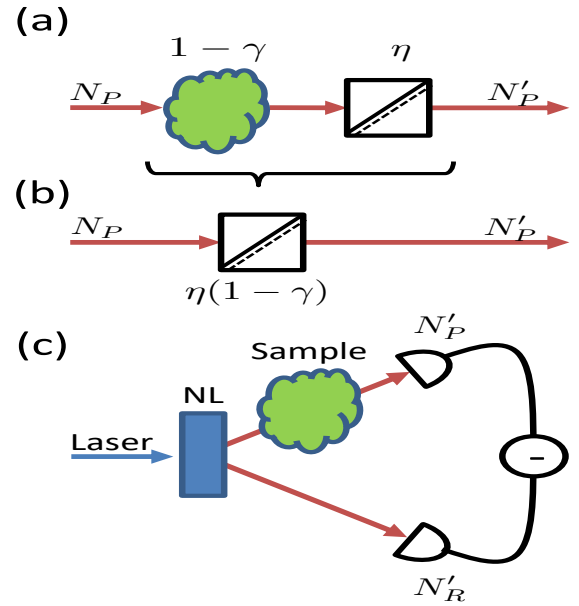 (a)
1 − γ
η
N_P
N′_P
(b)
N_P
N′_P
η(1 − γ)
(c)
N′_P
Sample
NL
Laser
-
N′_R